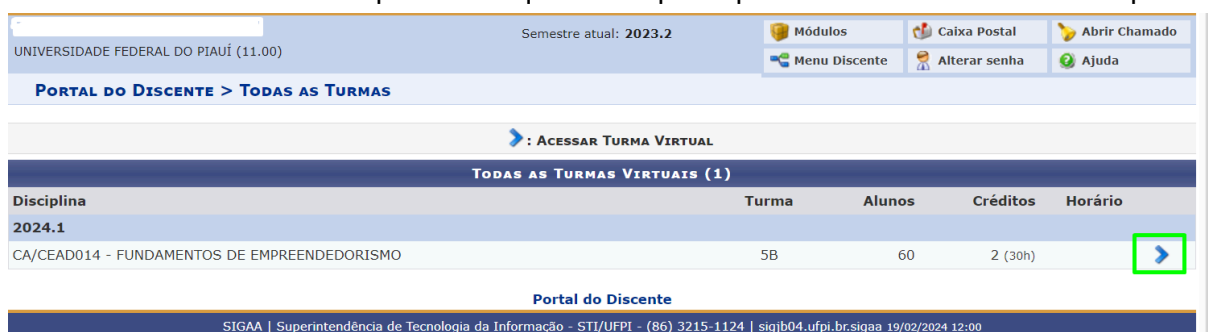 Semestre atual: 2023.2
Módulos
Caixa Postal
Abrir Chamado
UNIVERSIDADE FEDERAL DO PIAUÍ (11.00)
Menu Discente
Alterar senha
Ajuda
PORTAL DO DISCENTE > TODAS AS TURMAS
: ACESSAR TURMA VIRTUAL
TODAS AS TURMAS VIRTUAIS (1)
Disciplina Turma Alunos Créditos Horário
2024.1
CA/CEAD014 - FUNDAMENTOS DE EMPREENDEDORISMO 5B 60 2 (30h)
Portal do Discente
SIGAA | Superintendência de Tecnologia da Informação - STI/UFPI - (86) 3215-1124 | sigjb04.ufpi.br.sigaa 19/02/2024 12:00